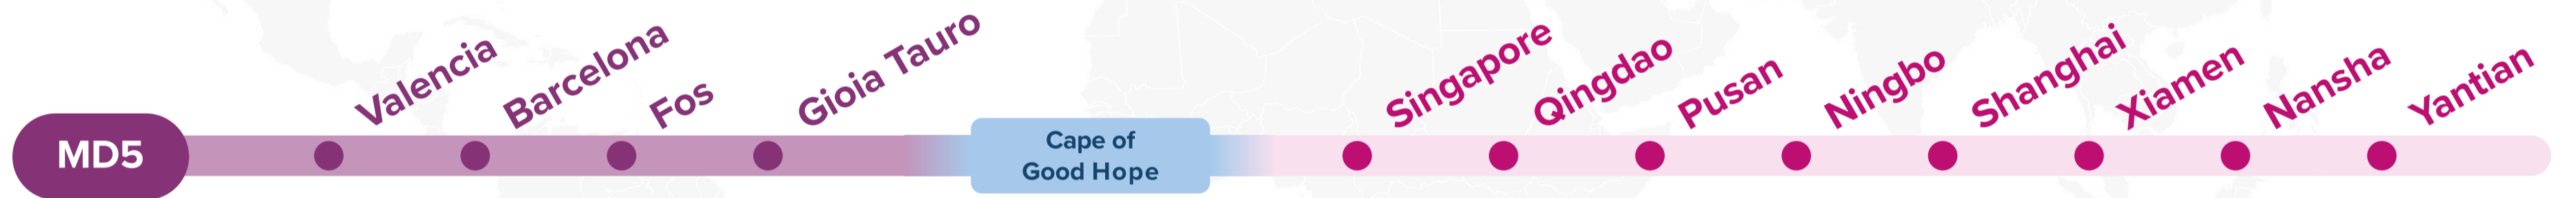 MD5
Valencia
Barcelona
Fos
Gioia Tauro
Cape of
Good Hope
Singapore
Qingdao
Pusan
Ningbo
Shanghai
Xiamen
Nansha
Yantian